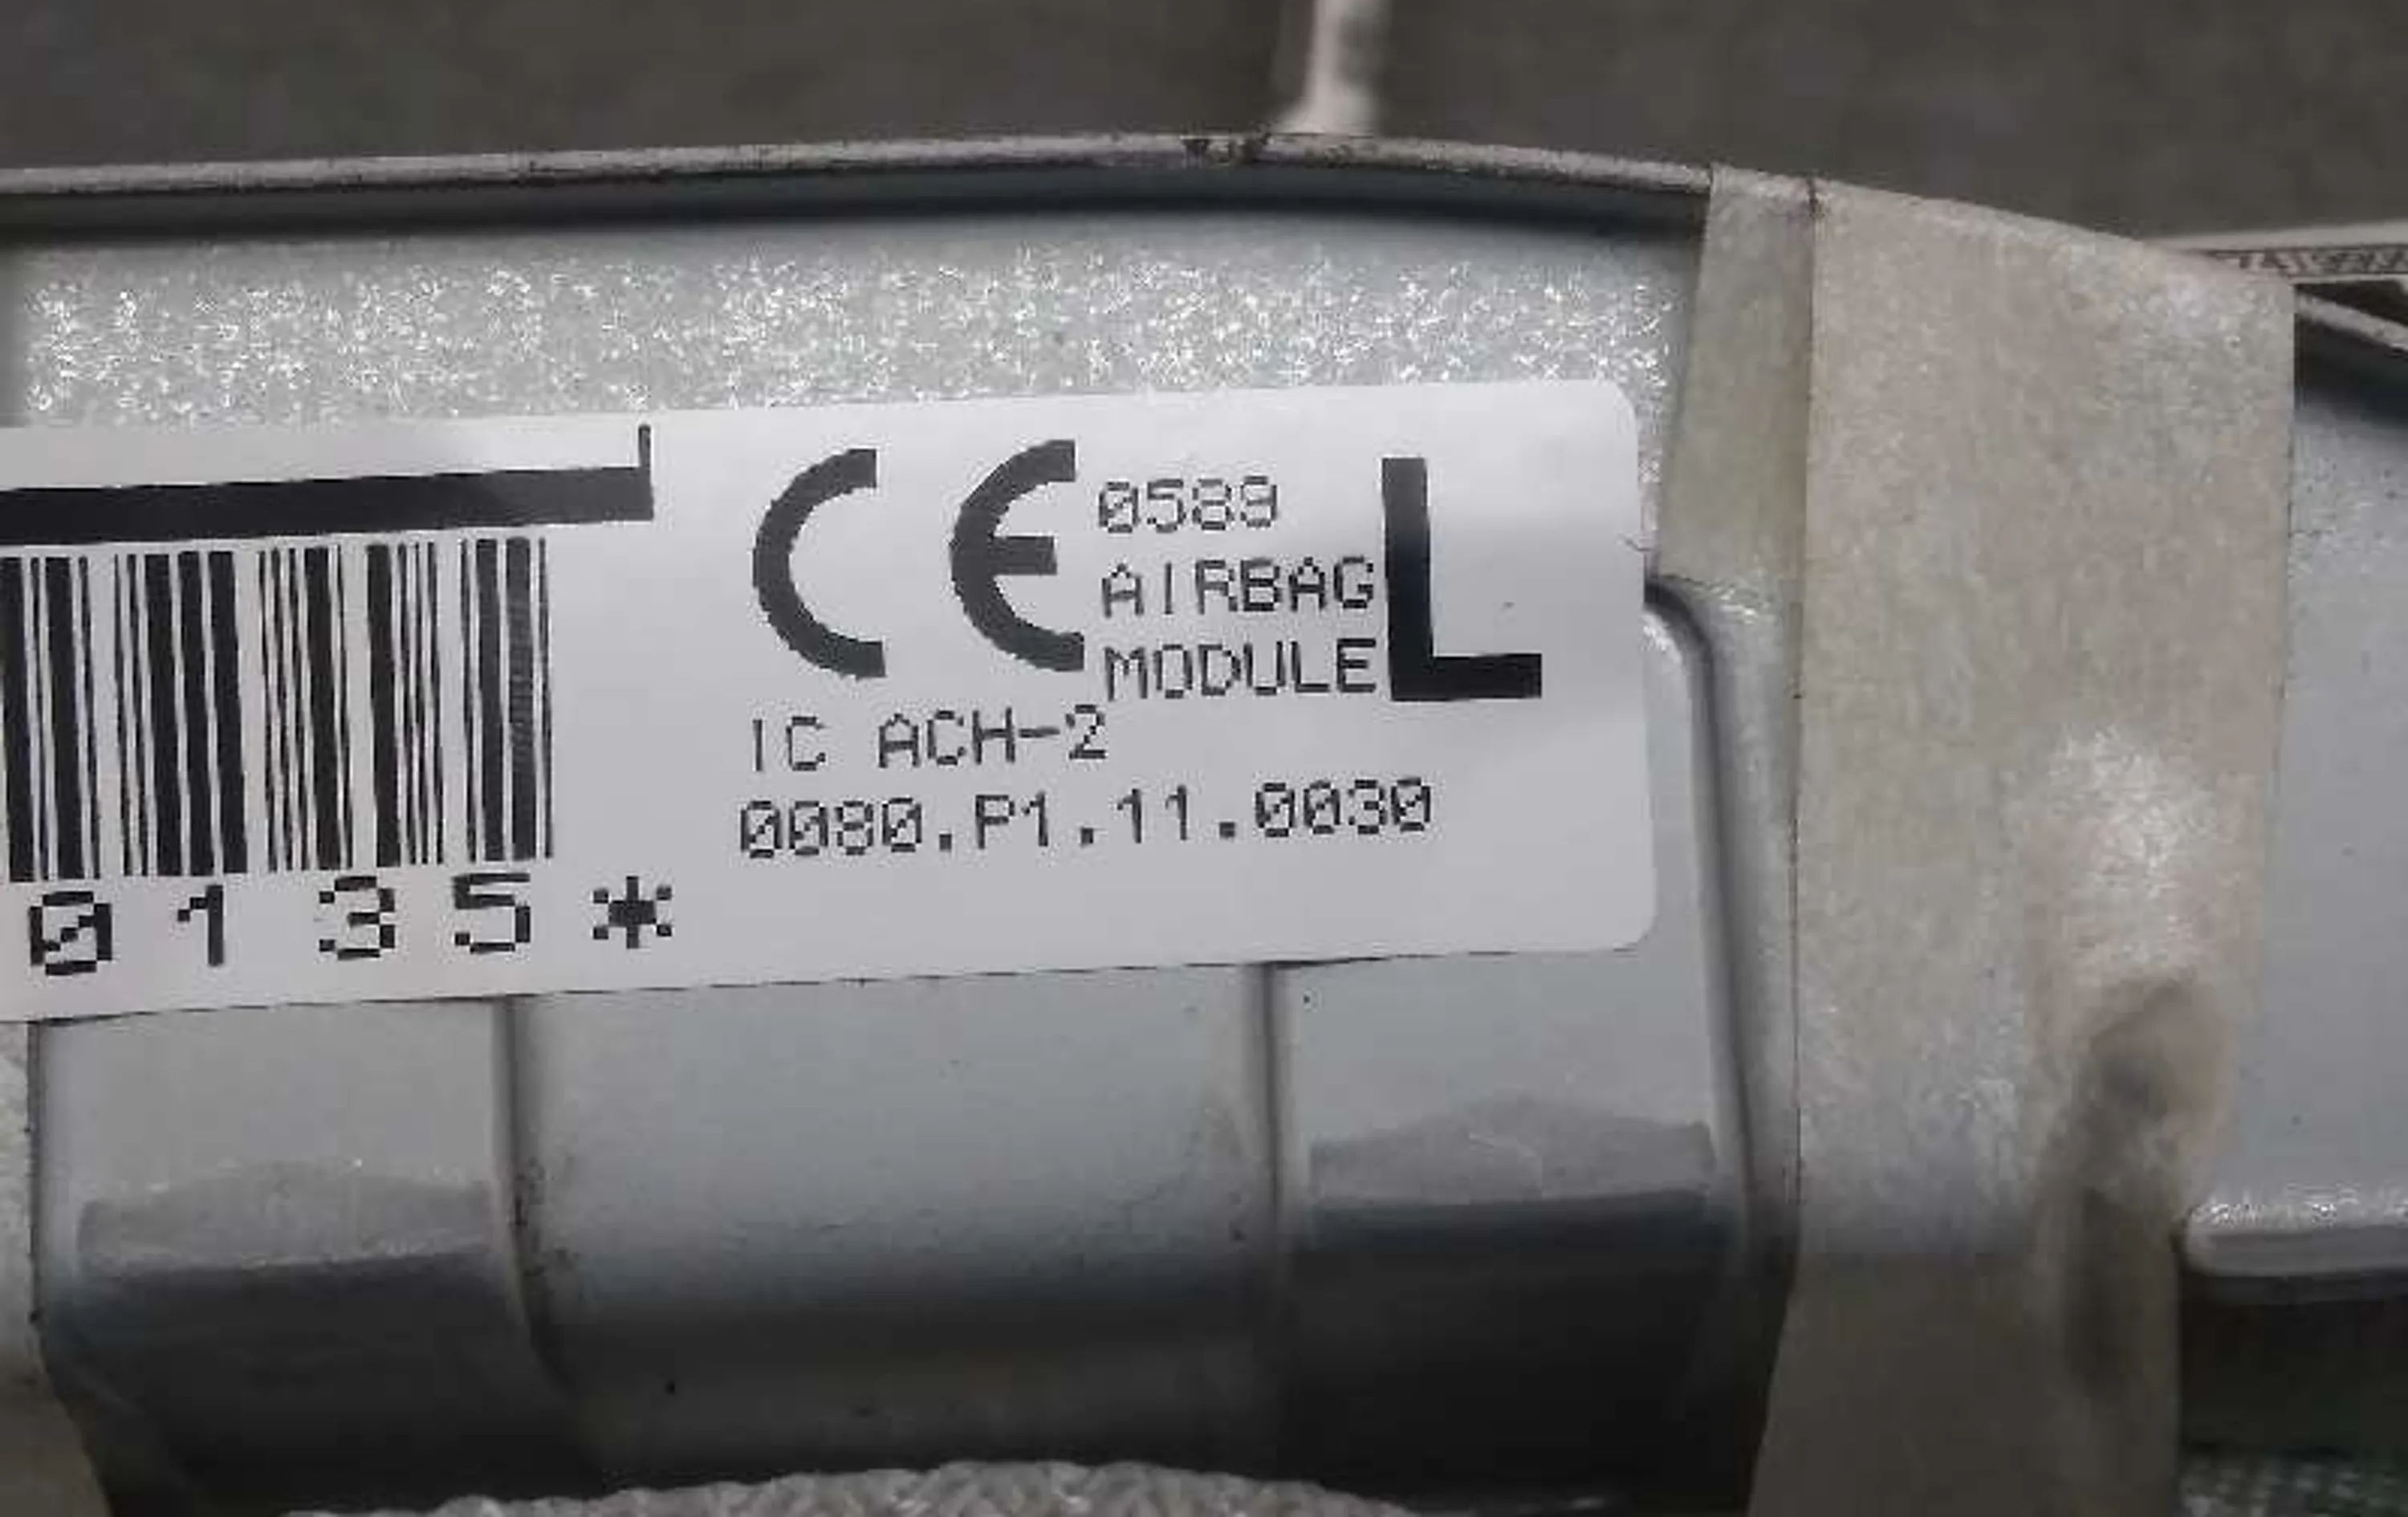 CE 0589 L
AIRBAG
MODULE
IC ACH-2
0080.P1.11.0030
0135*